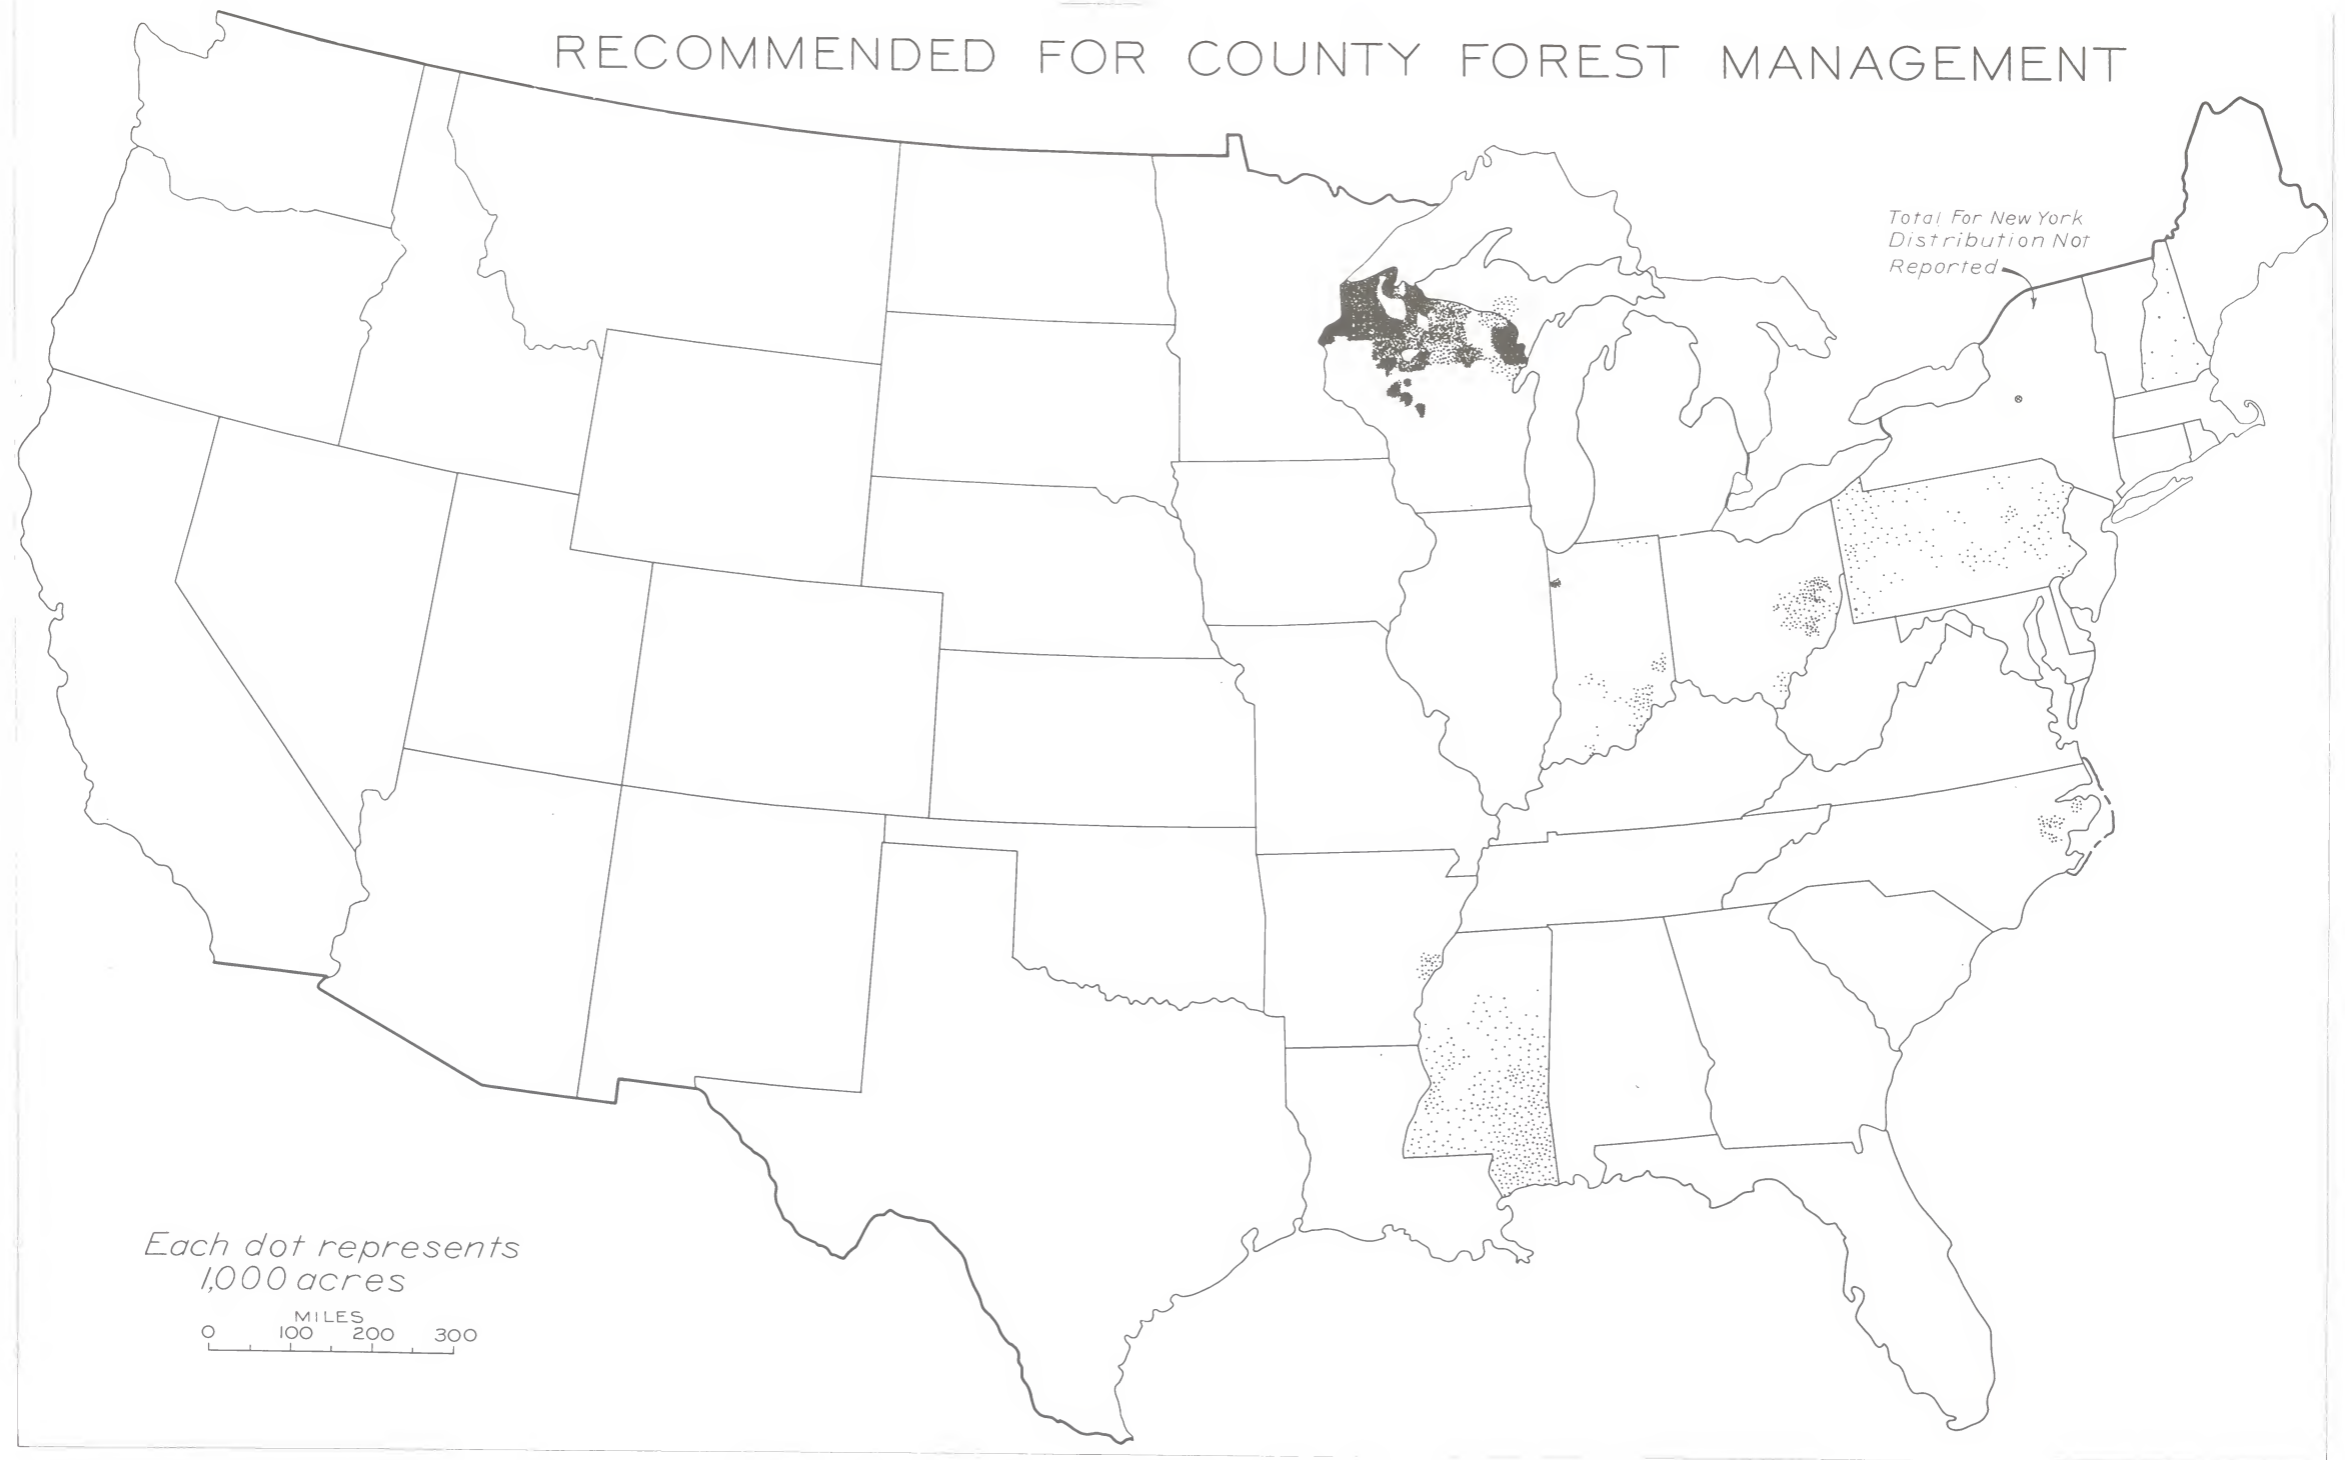 RECOMMENDED FOR COUNTY FOREST MANAGEMENT
Total For New York
Distribution Not
Reported
Each dot represents
1,000 acres
MILES
0 100 200 300